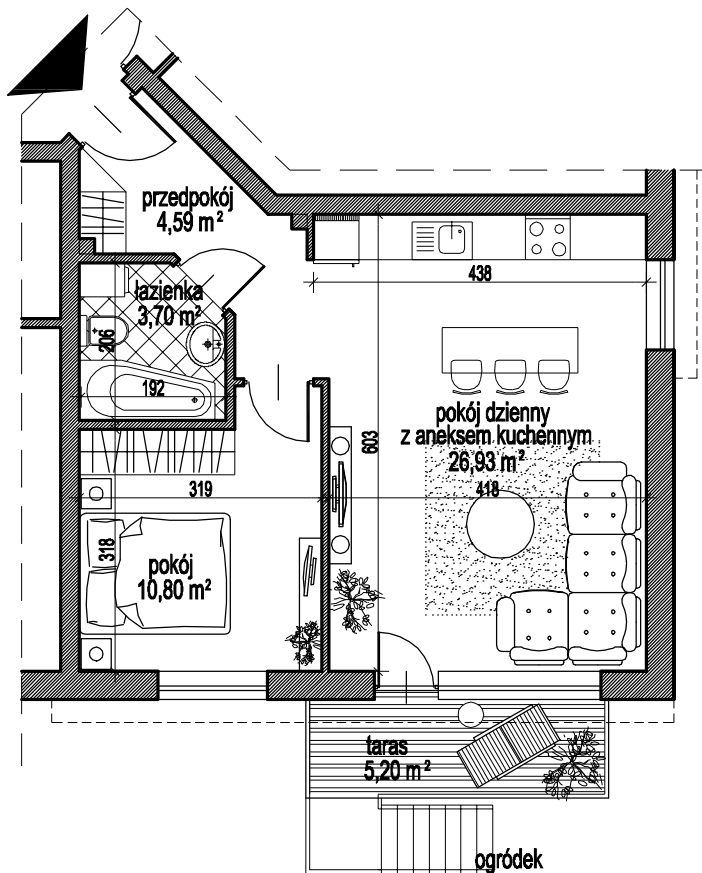 przedpokój
4,59 m²
438
łazienka
3,70 m²
206
192
pokój dzienny
z aneksem kuchennym
26,93 m²
603
319
418
318
pokój
10,80 m²
taras
5,20 m²
ogródek